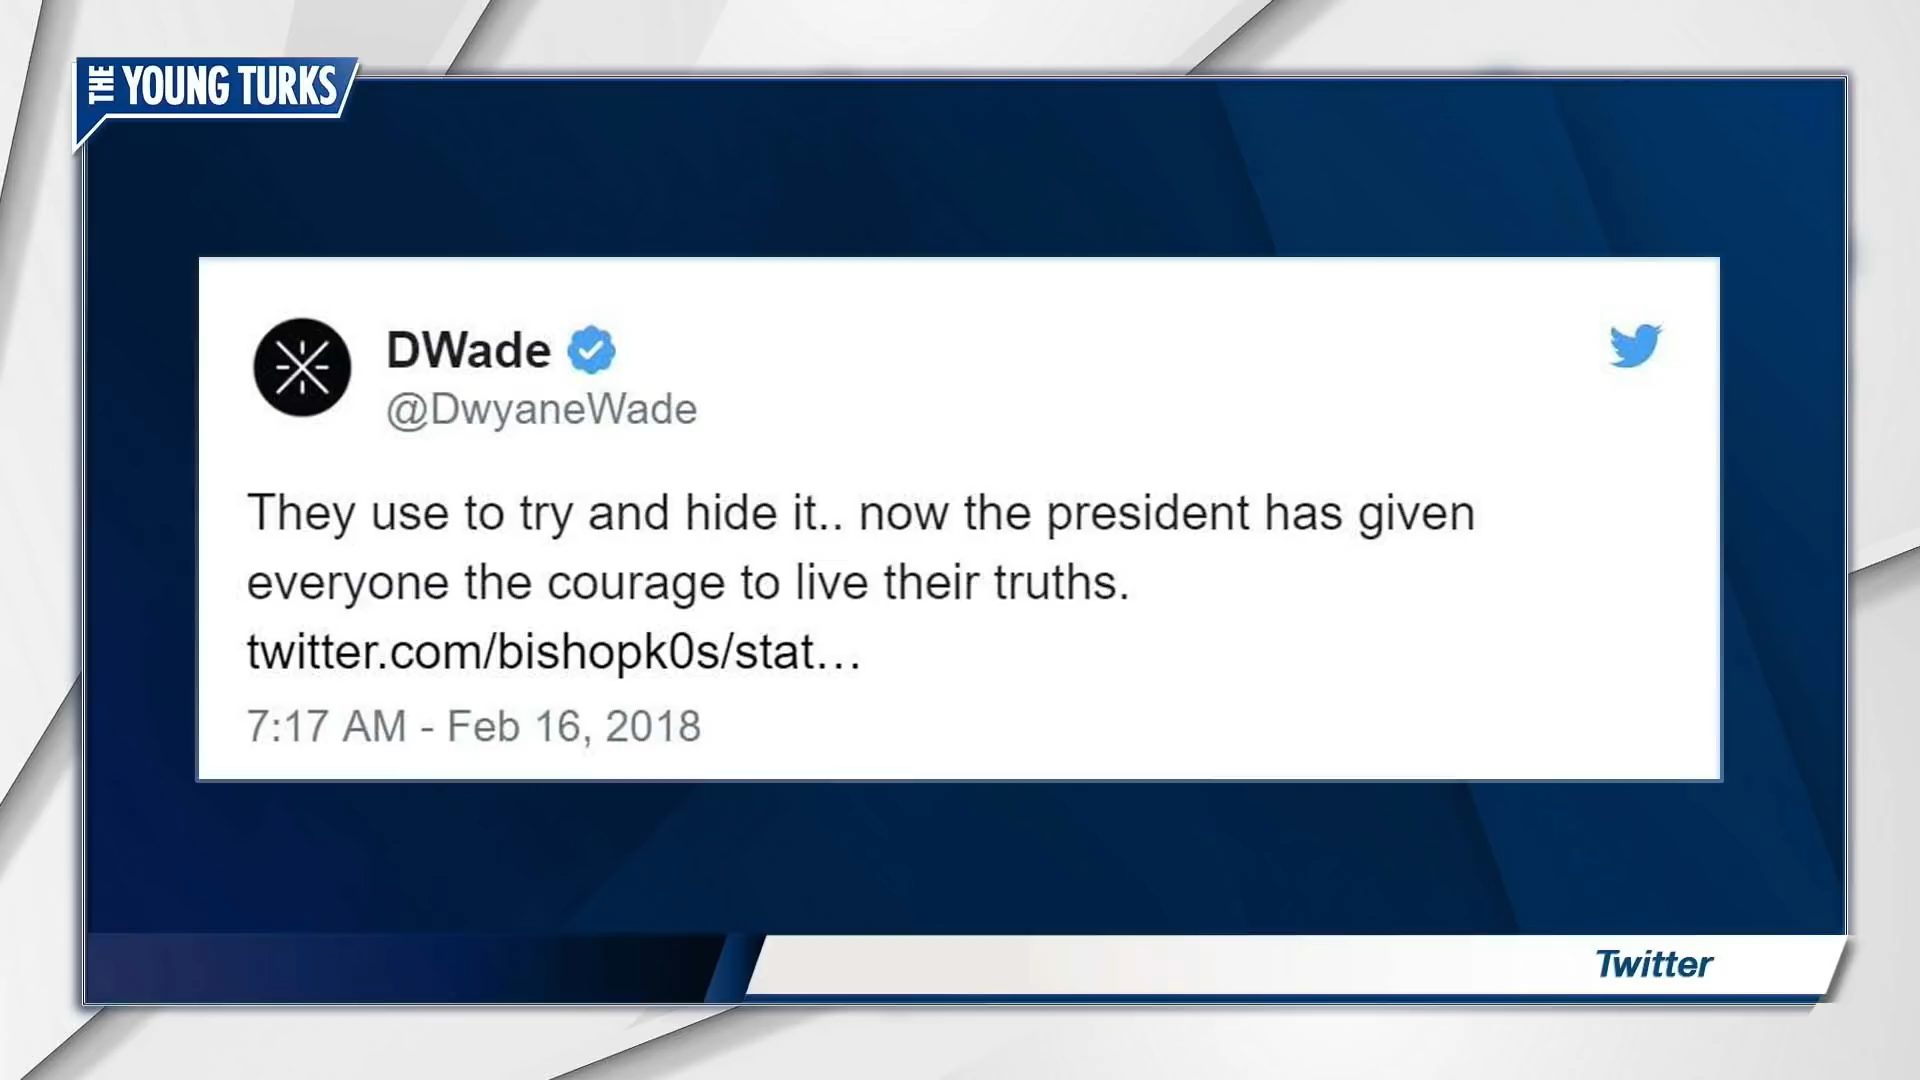 THE YOUNG TURKS
DWade
@DwyaneWade
They use to try and hide it.. now the president has given
everyone the courage to live their truths.
twitter.com/bishopk0s/stat...
7:17 AM - Feb 16, 2018
Twitter